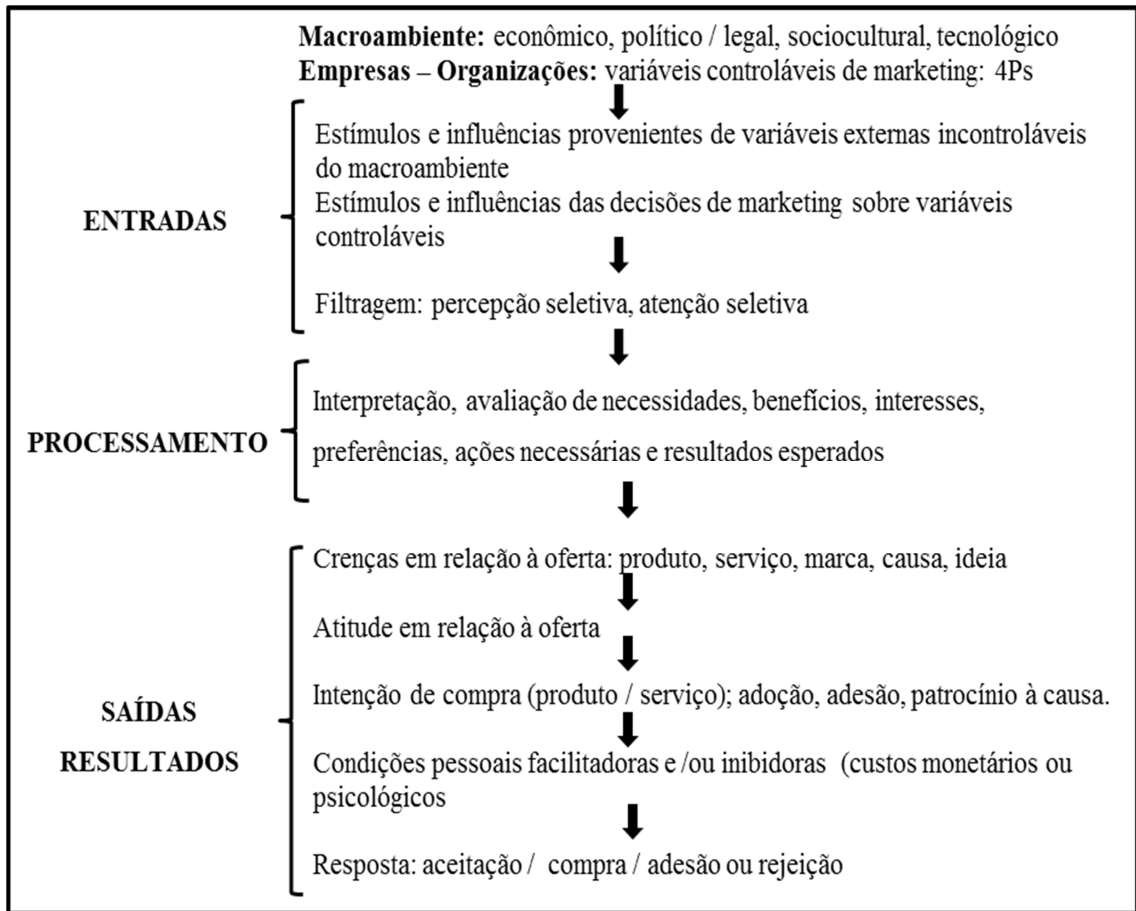 Macroambiente: econômico, político / legal, sociocultural, tecnológico
Empresas – Organizações: variáveis controláveis de marketing: 4Ps
ENTRADAS
Estímulos e influências provenientes de variáveis externas incontroláveis
do macroambiente
Estímulos e influências das decisões de marketing sobre variáveis
controláveis
Filtragem: percepção seletiva, atenção seletiva
PROCESSAMENTO
Interpretação, avaliação de necessidades, benefícios, interesses,
preferências, ações necessárias e resultados esperados
SAÍDAS
RESULTADOS
Crenças em relação à oferta: produto, serviço, marca, causa, ideia
Atitude em relação à oferta
Intenção de compra (produto / serviço); adoção, adesão, patrocínio à causa.
Condições pessoais facilitadoras e /ou inibidoras (custos monetários ou
psicológicos
Resposta: aceitação / compra / adesão ou rejeição